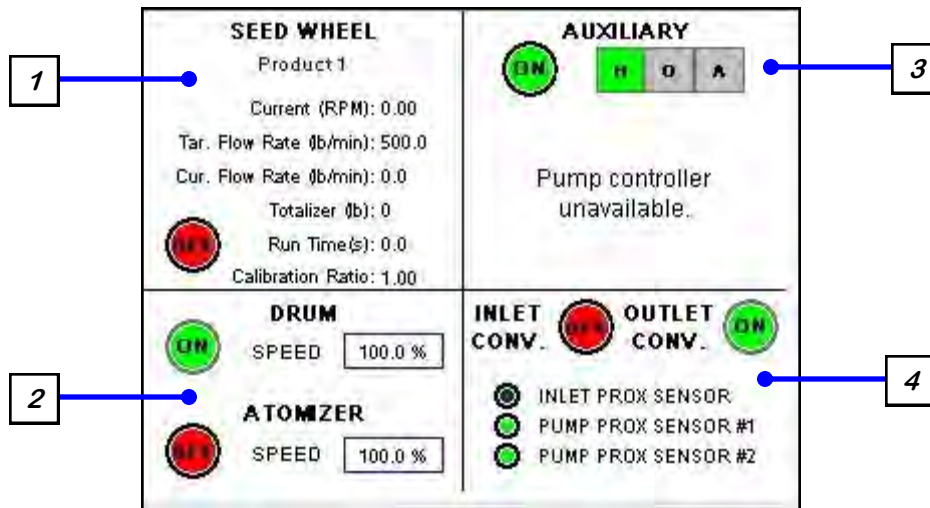 1
SEED WHEEL
Product 1
Current (RPM): 0.00
Tar. Flow Rate (lb/min): 500.0
Cur. Flow Rate (lb/min): 0.0
Totalizer (lb): 0
Run Time(s): 0.0
OFF
Calibration Ratio: 1.00
AUXILIARY
ON
H O A
3
Pump controller
unavailable.
2
DRUM
ON
SPEED 100.0 %
ATOMIZER
OFF
SPEED 100.0 %
INLET
CONV.
OFF
OUTLET
CONV.
ON
4
INLET PROX SENSOR
PUMP PROX SENSOR #1
PUMP PROX SENSOR #2